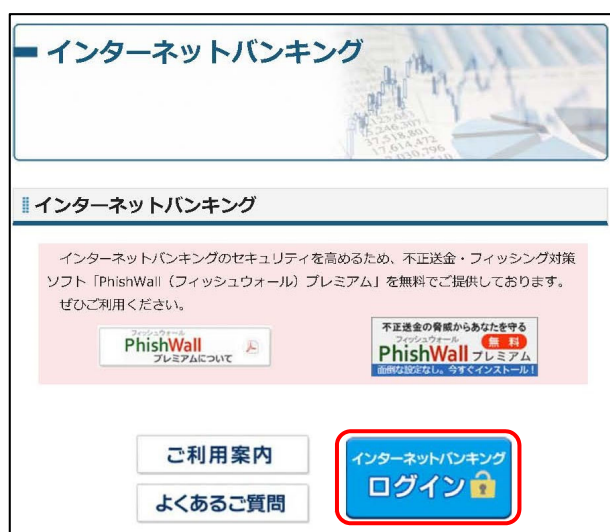 インターネットバンキング
インターネットバンキング
インターネットバンキングのセキュリティを高めるため、不正送金・フィッシング対策
ソフト「PhishWall（フィッシュウォール）プレミアム」を無料でご提供しております。
ぜひご利用ください。
フィッシュウォール
PhishWall
プレミアムについて
不正送金の脅威からあなたを守る
フィッシュウォール 無料
PhishWall プレミアム
面倒な設定なし。今すぐインストール！
ご利用案内
よくあるご質問
インターネットバンキング
ログイン